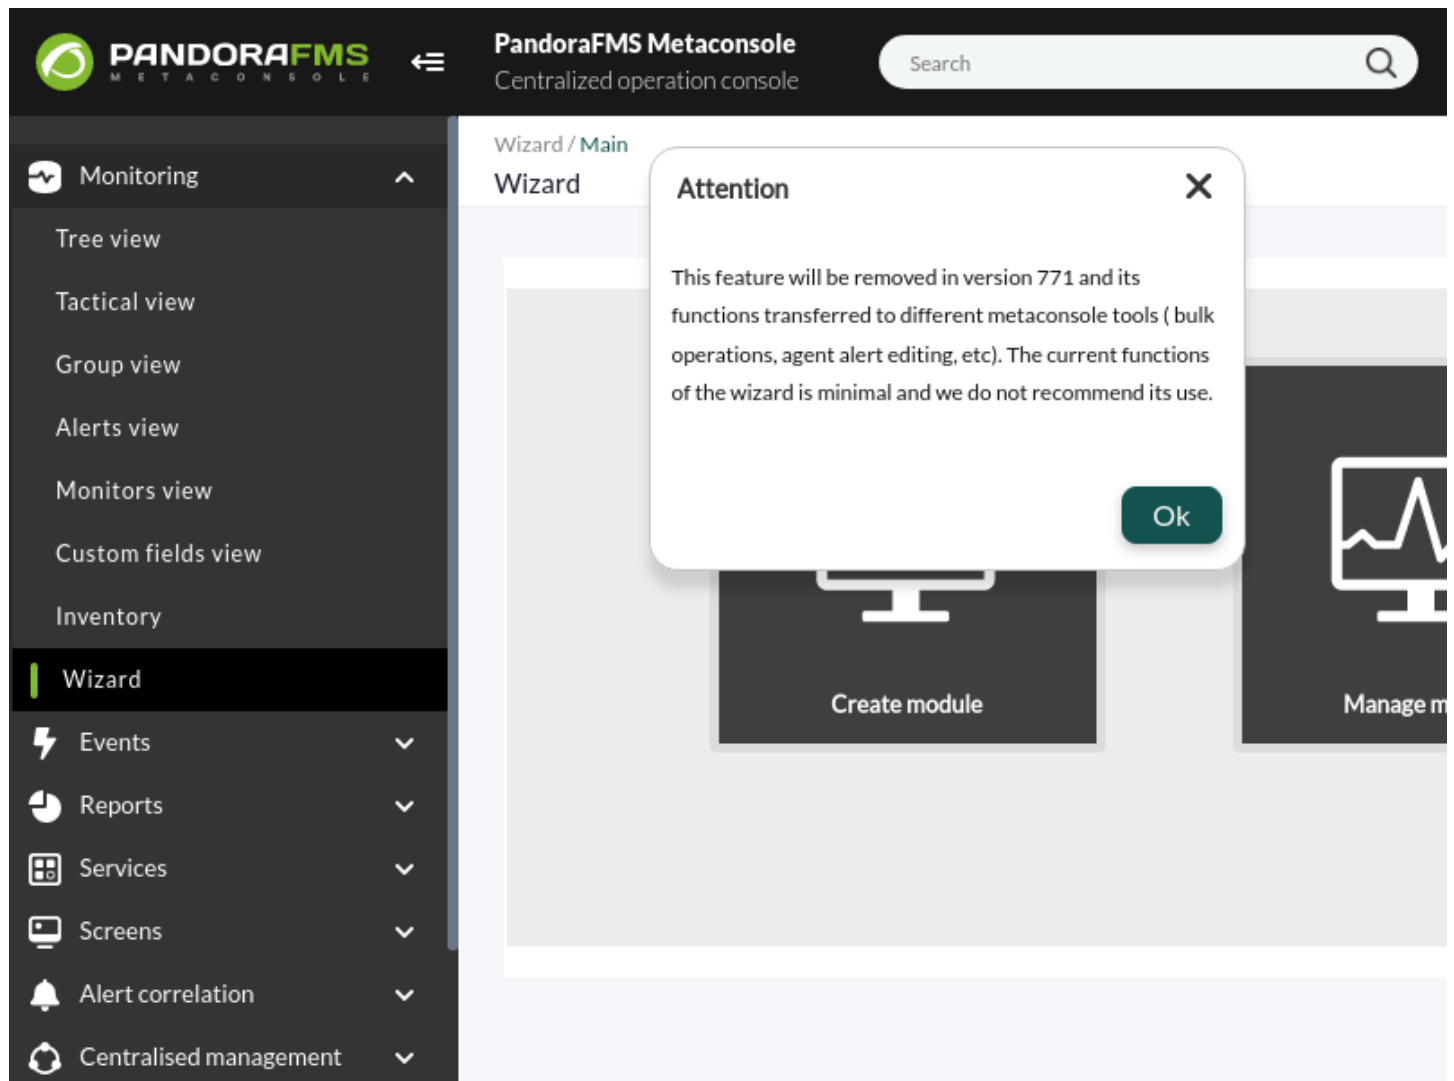 PANDORAFMS
METACONSOLE
PandoraFMS Metaconsole
Centralized operation console
Search
Monitoring
Tree view
Tactical view
Group view
Alerts view
Monitors view
Custom fields view
Inventory
Wizard
Events
Reports
Services
Screens
Alert correlation
Centralised management
Wizard / Main
Wizard
Attention
This feature will be removed in version 771 and its
functions transferred to different metaconsole tools ( bulk
operations, agent alert editing, etc). The current functions
of the wizard is minimal and we do not recommend its use.
Ok
Create module
Manage m